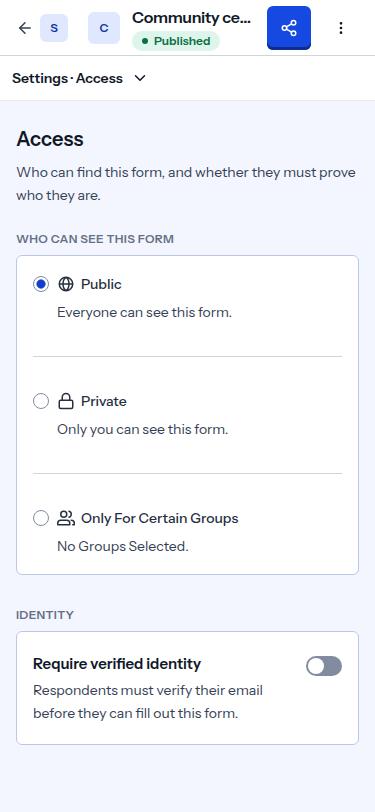 S
C
Community ce...
Published
Settings · Access
Access
Who can find this form, and whether they must prove
who they are.
WHO CAN SEE THIS FORM
Public
Everyone can see this form.
Private
Only you can see this form.
Only For Certain Groups
No Groups Selected.
IDENTITY
Require verified identity
Respondents must verify their email
before they can fill out this form.